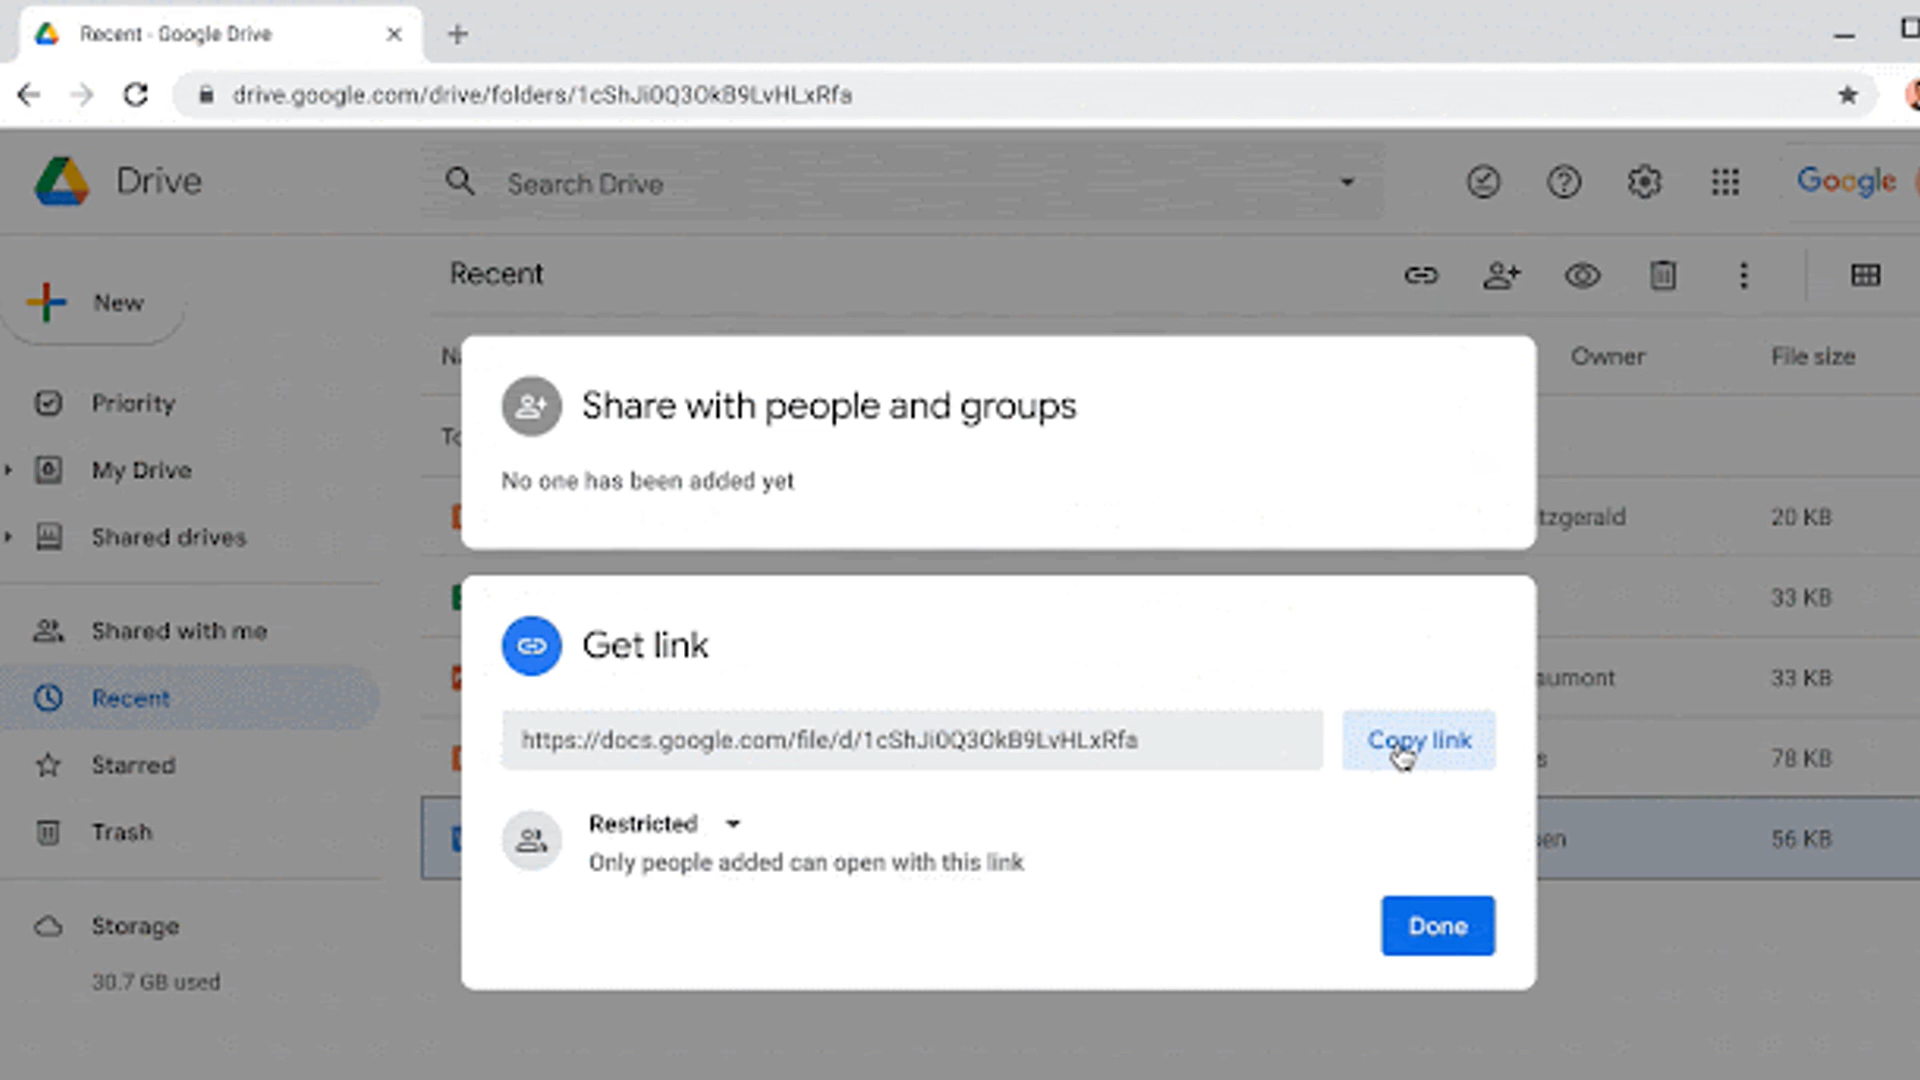 Recent - Google Drive
drive.google.com/drive/folders/1cShJi0Q3OkB9LvHLxRfa
Drive
Search Drive
Google
New
Recent
Owner
File size
Priority
My Drive
Shared drives
Shared with me
Recent
Starred
Trash
Storage
30.7 GB used
Share with people and groups
No one has been added yet
Get link
https://docs.google.com/file/d/1cShJi0Q3OkB9LvHLxRfa
Copy link
Restricted
Only people added can open with this link
Done
tzgerald
20 KB
33 KB
aumont
33 KB
s
78 KB
en
56 KB